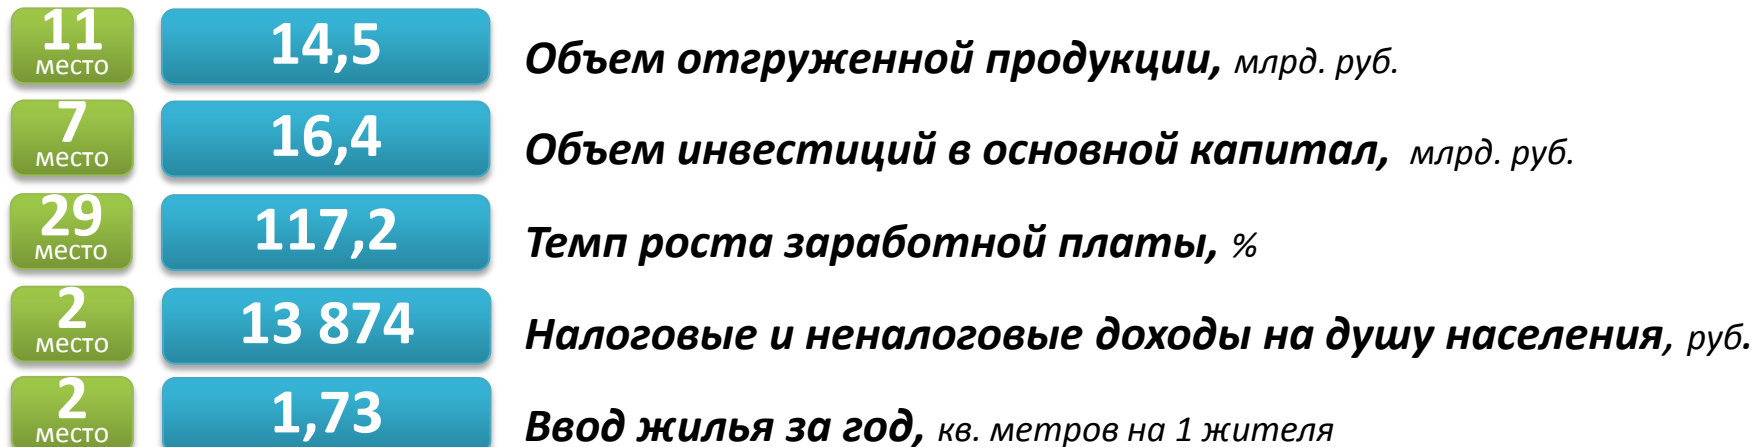 11 место 14,5 Объем отгруженной продукции, млрд. руб.
7 место 16,4 Объем инвестиций в основной капитал, млрд. руб.
29 место 117,2 Темп роста заработной платы, %
2 место 13 874 Налоговые и неналоговые доходы на душу населения, руб.
2 место 1,73 Ввод жилья за год, кв. метров на 1 жителя